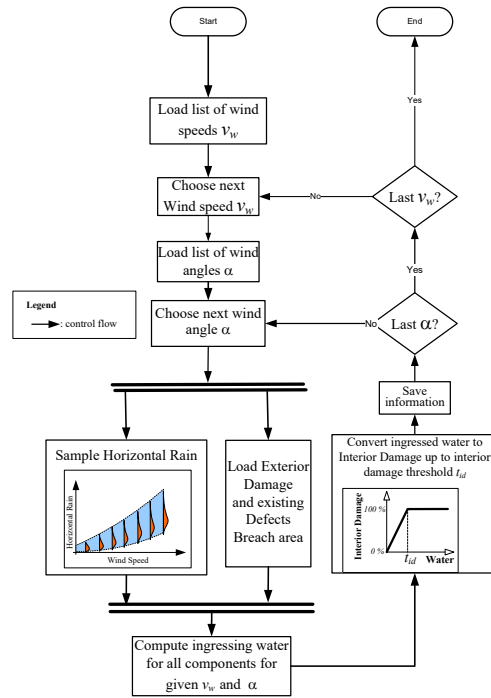 Start
End
Load list of wind
speeds v_w
Yes
Choose next
Wind speed v_w
No
Last v_w?
Load list of wind
angles α
Yes
Legend
: control flow
Choose next wind
angle α
No
Last α?
Save
information
Sample Horizontal Rain
Horizontal Rain
Wind Speed
Load Exterior
Damage
and existing
Defects
Breach area
Convert ingressed water to
Interior Damage up to interior
damage threshold t_id
Interior Damage
100 %
0 %
t_id
Water
Compute ingressing water
for all components for
given v_w and α